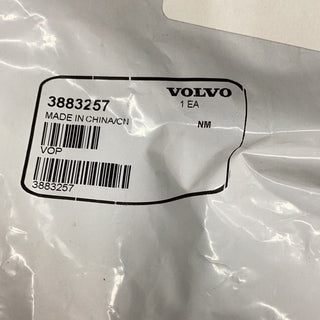 3883257 VOLVO
MADE IN CHINA/CN 1 EA
NM
VOP
3883257